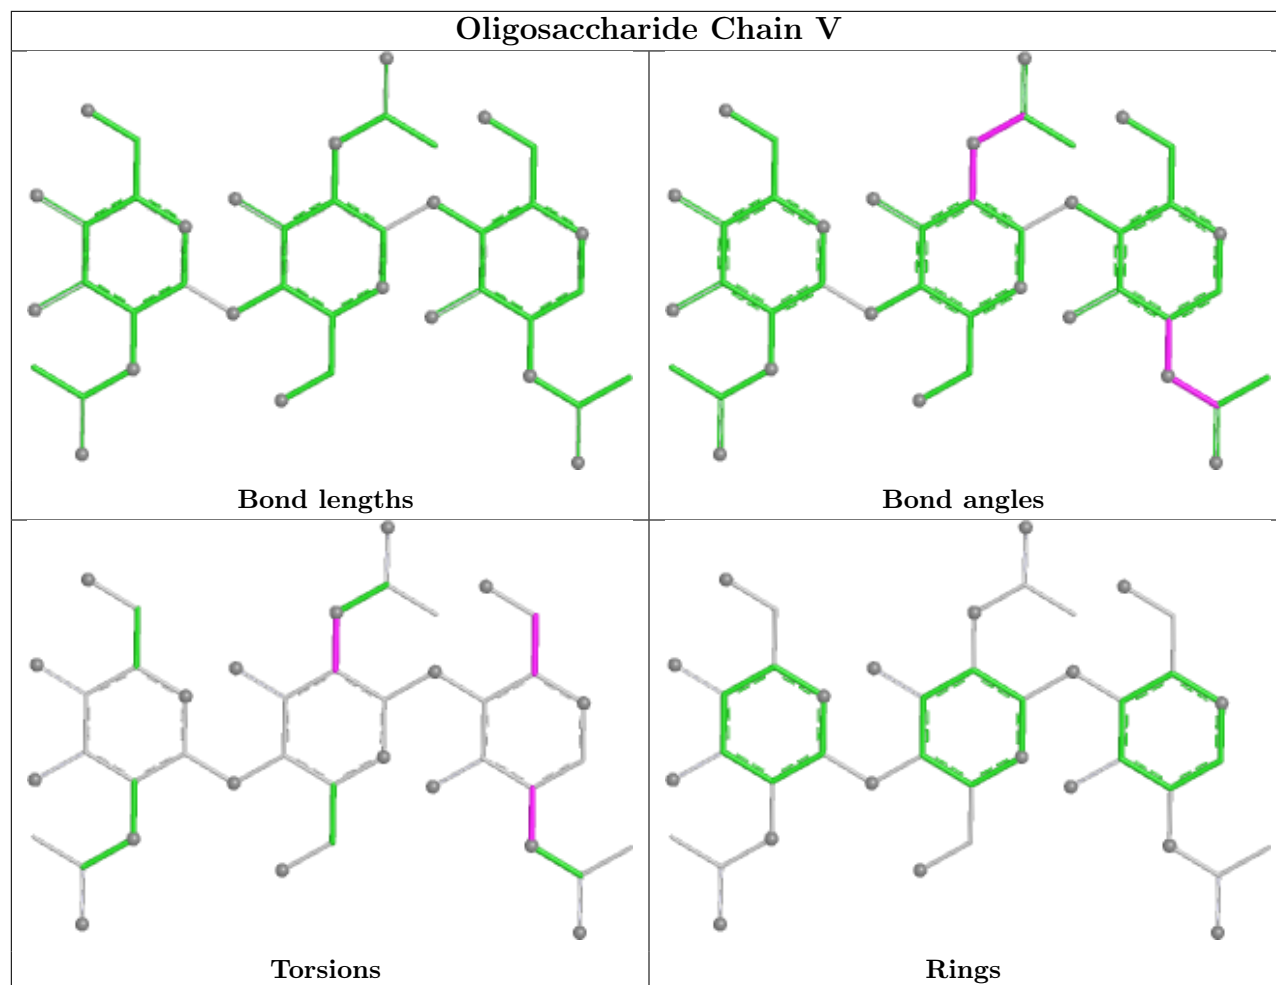 Oligosaccharide Chain V
Bond lengths
Bond angles
Torsions
Rings